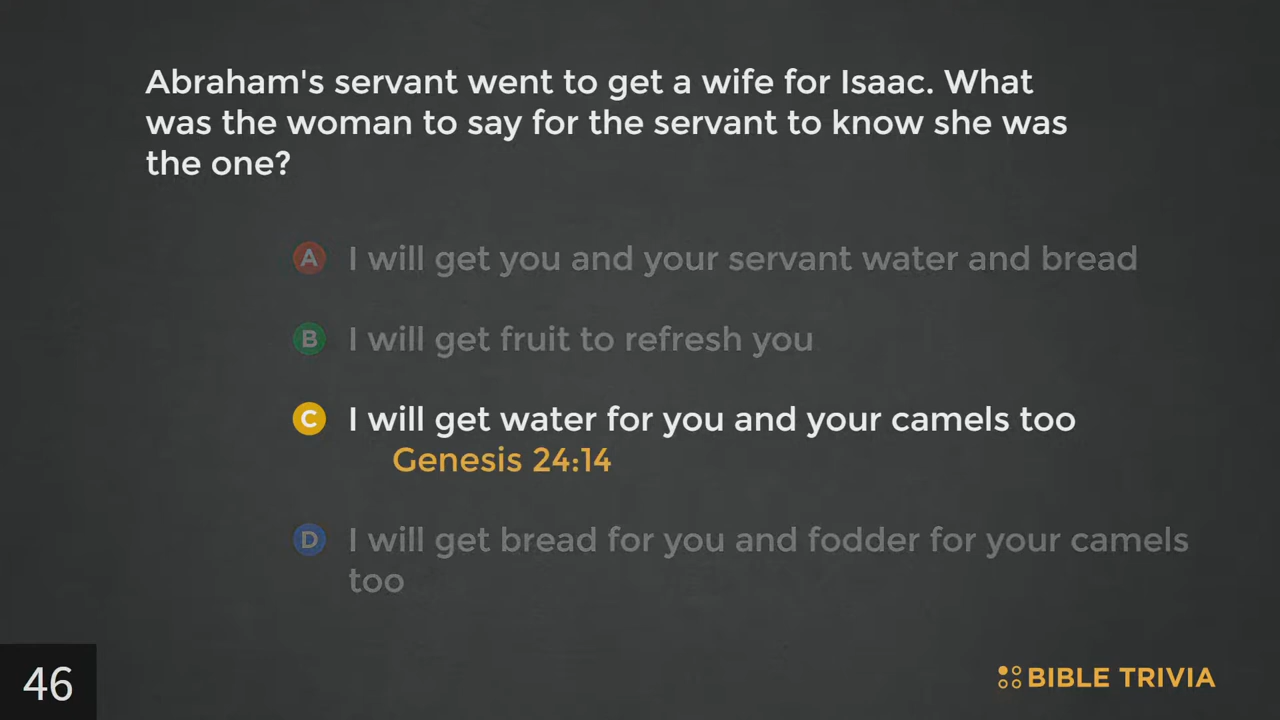 Abraham's servant went to get a wife for Isaac. What
was the woman to say for the servant to know she was
the one?
A I will get you and your servant water and bread
B I will get fruit to refresh you
C I will get water for you and your camels too
Genesis 24:14
D I will get bread for you and fodder for your camels
too
46
BIBLE TRIVIA